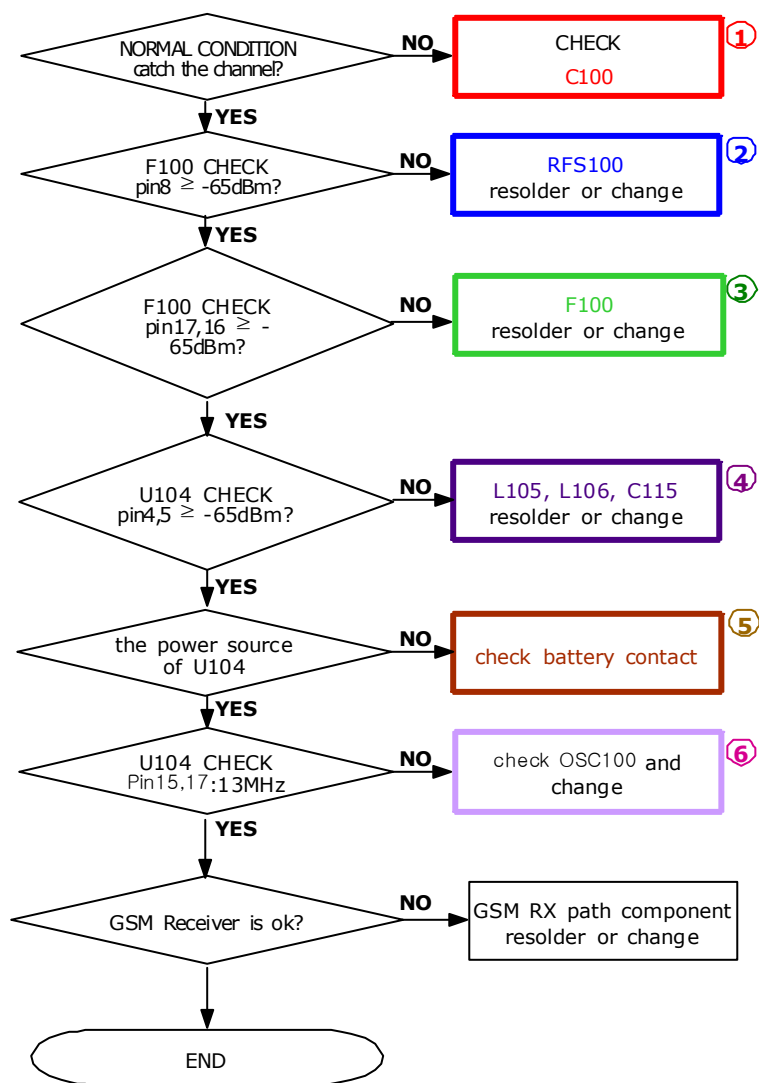 NORMAL CONDITION
catch the channel?
NO
CHECK
C100
1
YES
F100 CHECK
pin8 ≥ -65dBm?
NO
RFS100
resolder or change
2
YES
F100 CHECK
pin17,16 ≥ -
65dBm?
NO
F100
resolder or change
3
YES
U104 CHECK
pin4,5 ≥ -65dBm?
NO
L105, L106, C115
resolder or change
4
YES
the power source
of U104
NO
check battery contact
5
YES
U104 CHECK
Pin15,17:13MHz
NO
check OSC100 and
change
6
YES
GSM Receiver is ok?
NO
GSM RX path component
resolder or change
END